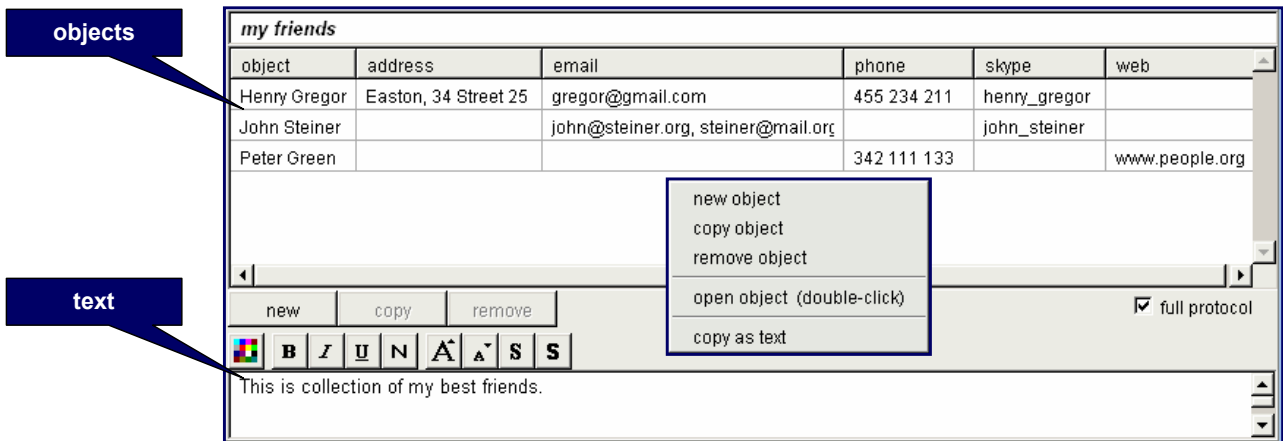 objects
my friends
object address email phone skype web
Henry Gregor Easton, 34 Street 25 gregor@gmail.com 455 234 211 henry_gregor
John Steiner john@steiner.org, steiner@mail.org john_steiner
Peter Green 342 111 133 www.people.org
new object
copy object
remove object
open object (double-click)
copy as text
text
new copy remove full protocol
B I U N A A S S
This is collection of my best friends.